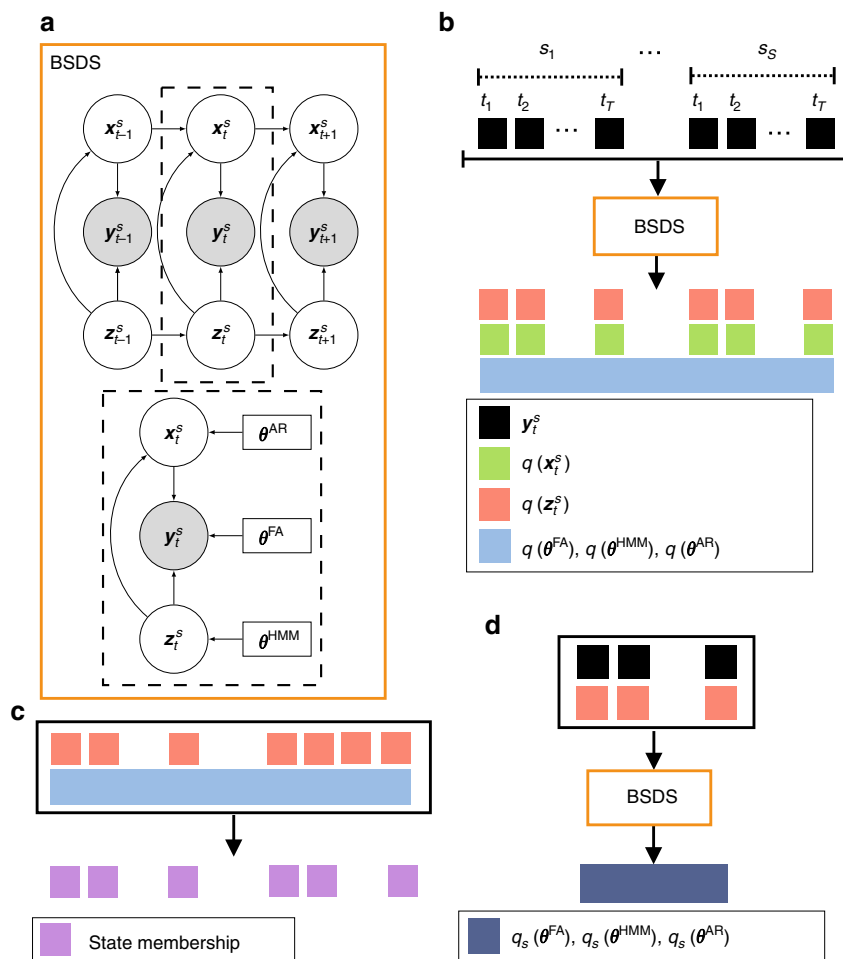 a
BSDS
x^s_{t−1} x^s_t x^s_{t+1}
y^s_{t−1} y^s_t y^s_{t+1}
z^s_{t−1} z^s_t z^s_{t+1}
x^s_t θ^AR
y^s_t θ^FA
z^s_t θ^HMM
b
s_1 ... s_S
t_1 t_2 t_T t_1 t_2 t_T
... ...
BSDS
y^s_t
q (x^s_t)
q (z^s_t)
q (θ^FA), q (θ^HMM), q (θ^AR)
c
State membership
d
BSDS
q_s (θ^FA), q_s (θ^HMM), q_s (θ^AR)